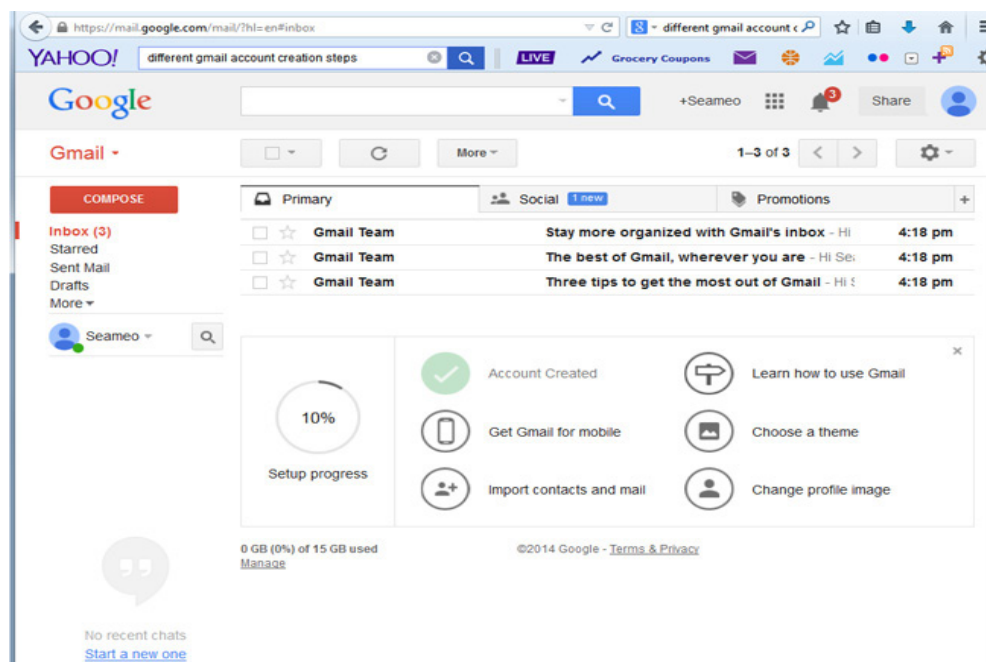 https://mail.google.com/mail/?hl=en#inbox
different gmail account c
YAHOO!
different gmail account creation steps
LIVE
Grocery Coupons
Google
+Seameo
3
Share
Gmail
More
1–3 of 3
COMPOSE
Primary
Social 1 new
Promotions
+
Inbox (3)
Starred
Sent Mail
Drafts
More
Gmail Team Stay more organized with Gmail's inbox - Hi 4:18 pm
Gmail Team The best of Gmail, wherever you are - Hi Sea 4:18 pm
Gmail Team Three tips to get the most out of Gmail - Hi S 4:18 pm
Seameo
10%
Setup progress
Account Created
Learn how to use Gmail
Get Gmail for mobile
Choose a theme
Import contacts and mail
Change profile image
0 GB (0%) of 15 GB used
Manage
©2014 Google - Terms & Privacy
No recent chats
Start a new one